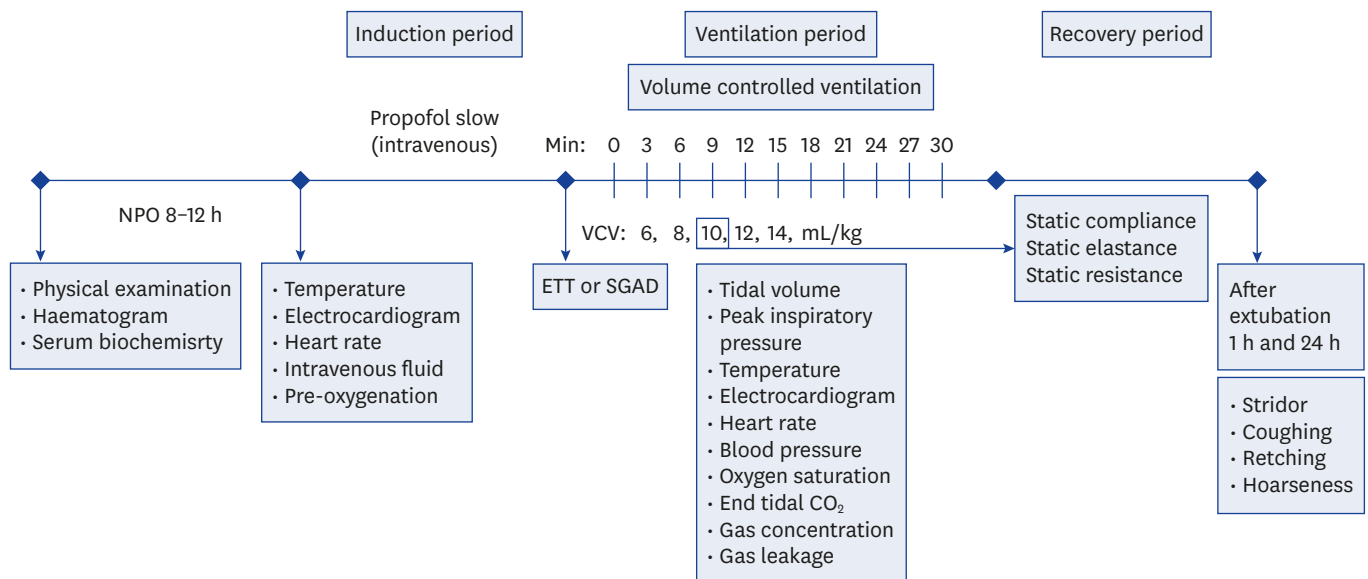 Induction period
Ventilation period
Recovery period
Volume controlled ventilation
Propofol slow
(intravenous)
Min: 0 3 6 9 12 15 18 21 24 27 30
NPO 8–12 h
VCV: 6, 8, 10, 12, 14, mL/kg
· Physical examination
· Haematogram
· Serum biochemisrty
· Temperature
· Electrocardiogram
· Heart rate
· Intravenous fluid
· Pre-oxygenation
ETT or SGAD
· Tidal volume
· Peak inspiratory
pressure
· Temperature
· Electrocardiogram
· Heart rate
· Blood pressure
· Oxygen saturation
· End tidal CO₂
· Gas concentration
· Gas leakage
Static compliance
Static elastance
Static resistance
After
extubation
1 h and 24 h
· Stridor
· Coughing
· Retching
· Hoarseness